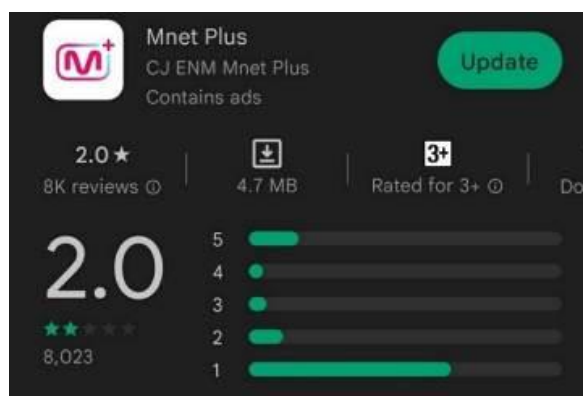 Mnet Plus
CJ ENM Mnet Plus
Contains ads
Update
2.0 ★
8K reviews
4.7 MB
3+
Rated for 3+
Do
2.0
8,023
5
4
3
2
1